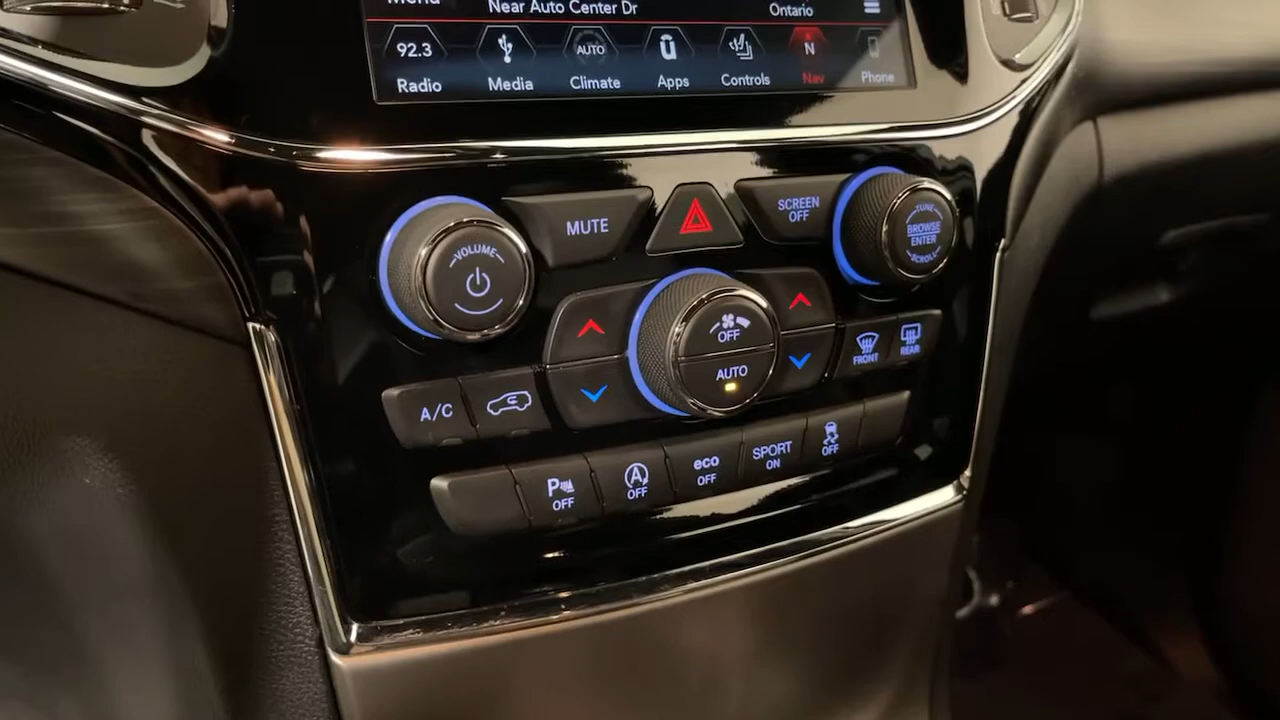 Menu
Near Auto Center Dr
Ontario
92.3
AUTO
N
Radio
Media
Climate
Apps
Controls
Nav
Phone
VOLUME
MUTE
SCREEN
OFF
TUNE
BROWSE
ENTER
SCROLL
OFF
AUTO
FRONT
REAR
A/C
P OFF
A OFF
eco
OFF
SPORT
ON
OFF